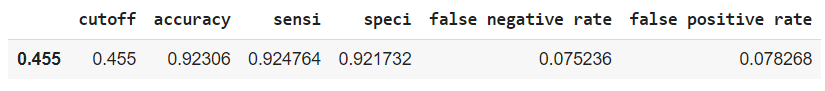 cutoff accuracy sensi speci false negative rate false positive rate
0.455 0.455 0.92306 0.924764 0.921732 0.075236 0.078268